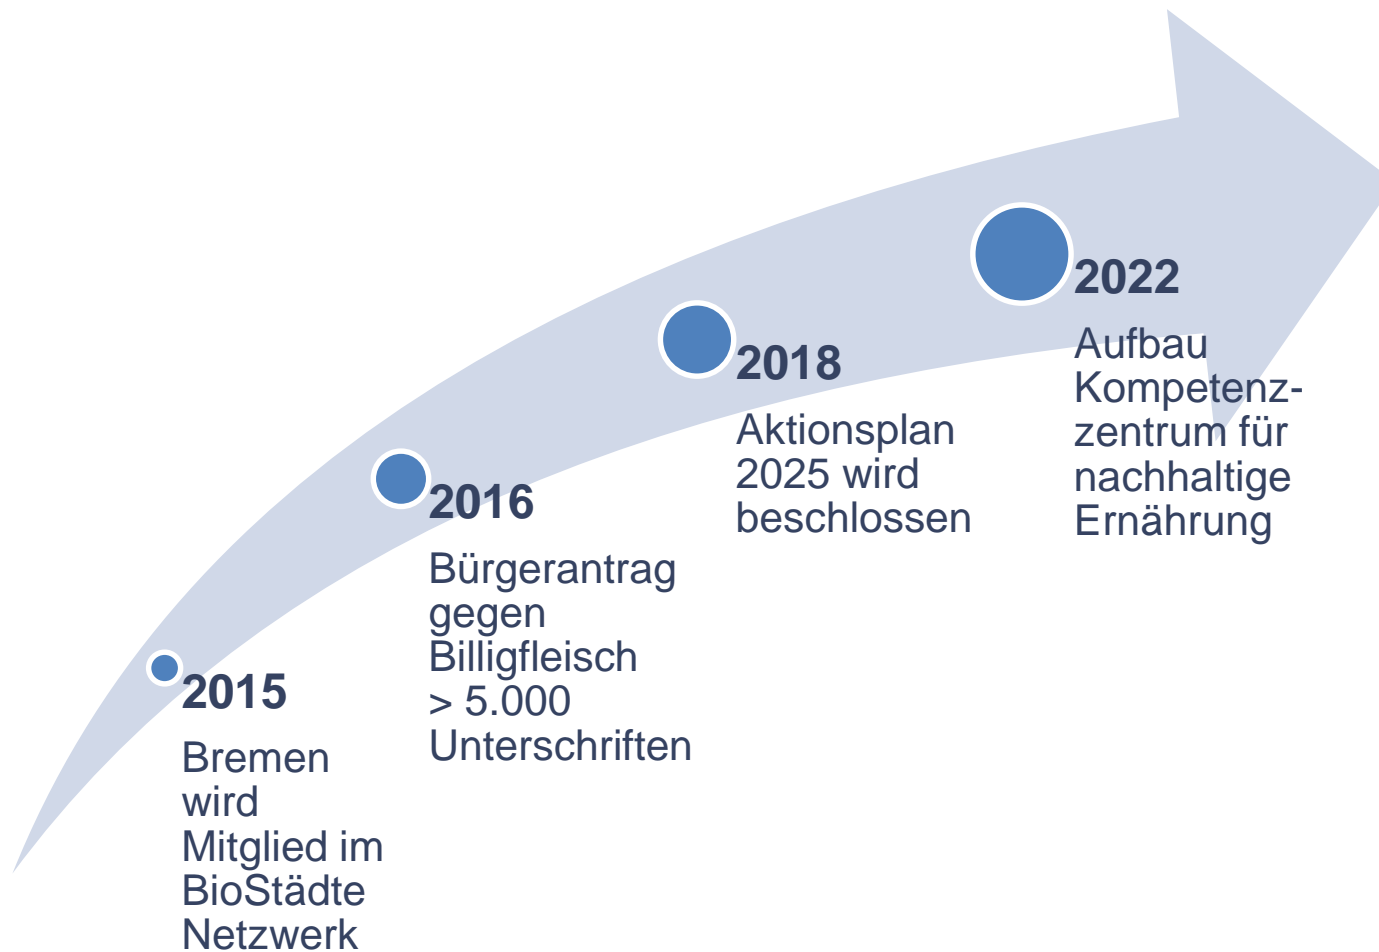 2015
Bremen
wird
Mitglied im
BioStädte
Netzwerk
2016
Bürgerantrag
gegen
Billigfleisch
> 5.000
Unterschriften
2018
Aktionsplan
2025 wird
beschlossen
2022
Aufbau
Kompetenz-
zentrum für
nachhaltige
Ernährung